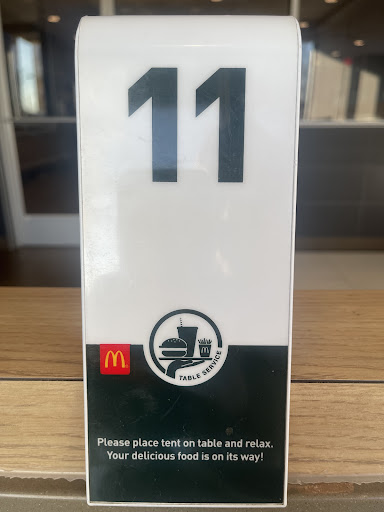 11
TABLE SERVICE
Please place tent on table and relax.
Your delicious food is on its way!